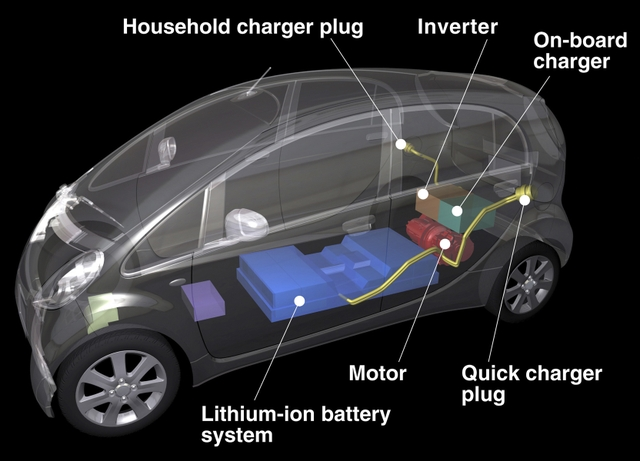 Household charger plug
Inverter
On-board
charger
Motor
Quick charger
plug
Lithium-ion battery
system